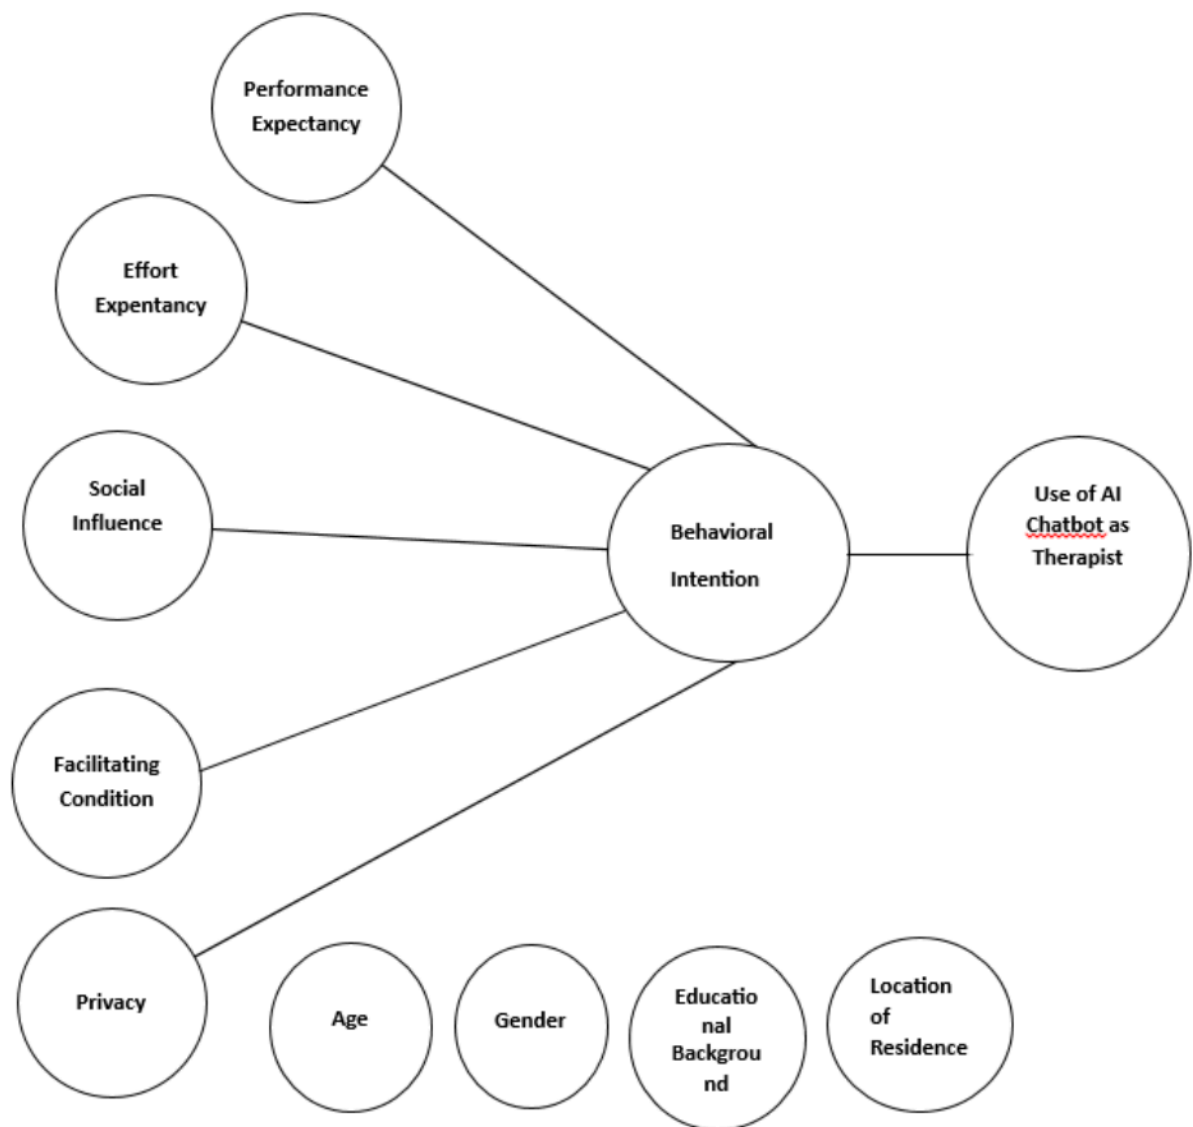 Performance
Expectancy
Effort
Expentancy
Social
Influence
Behavioral
Intention
Use of AI
Chatbot as
Therapist
Facilitating
Condition
Privacy
Age
Gender
Educatio
nal
Backgrou
nd
Location
of
Residence